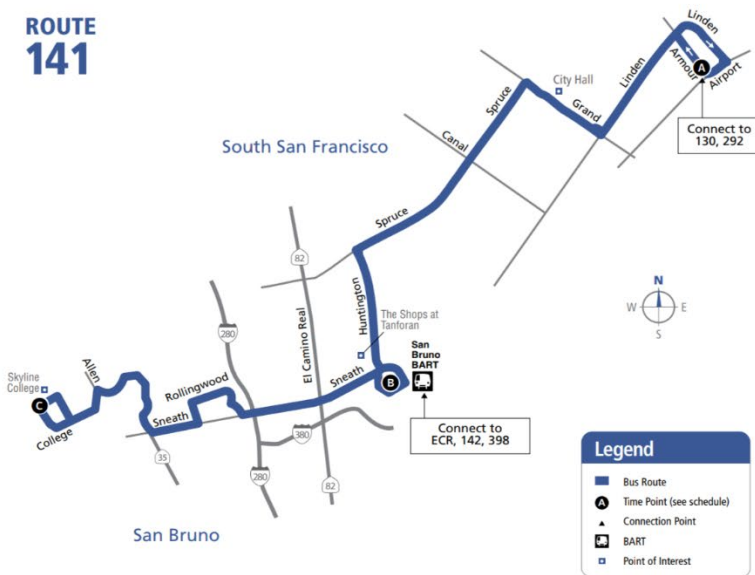 ROUTE
141
South San Francisco
San Bruno
City Hall
Linden
Linden
Armour
A
Airport
Grand
Spruce
Canal
Spruce
Connect to
130, 292
82
280
El Camino Real
Huntington
The Shops at
Tanforan
San
Bruno
BART
B
Sneath
Connect to
ECR, 142, 398
N
W
E
S
Skyline
College
C
College
Allen
Rollingwood
Sneath
35
280
380
82
Legend
Bus Route
A
Time Point (see schedule)
Connection Point
BART
Point of Interest